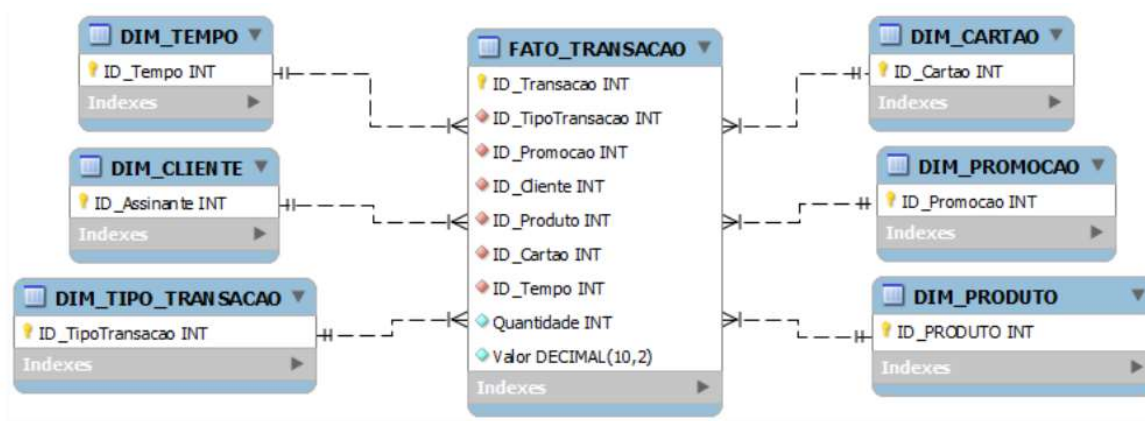 DIM_TEMPO
ID_Tempo INT
Indexes
DIM_CLIENTE
ID_Assinante INT
Indexes
DIM_TIPO_TRANSACAO
ID_TipoTransacao INT
Indexes
FATO_TRANSACAO
ID_Transacao INT
ID_TipoTransacao INT
ID_Promocao INT
ID_Cliente INT
ID_Produto INT
ID_Cartao INT
ID_Tempo INT
Quantidade INT
Valor DECIMAL(10,2)
Indexes
DIM_CARTAO
ID_Cartao INT
Indexes
DIM_PROMOCAO
ID_Promocao INT
Indexes
DIM_PRODUTO
ID_PRODUTO INT
Indexes